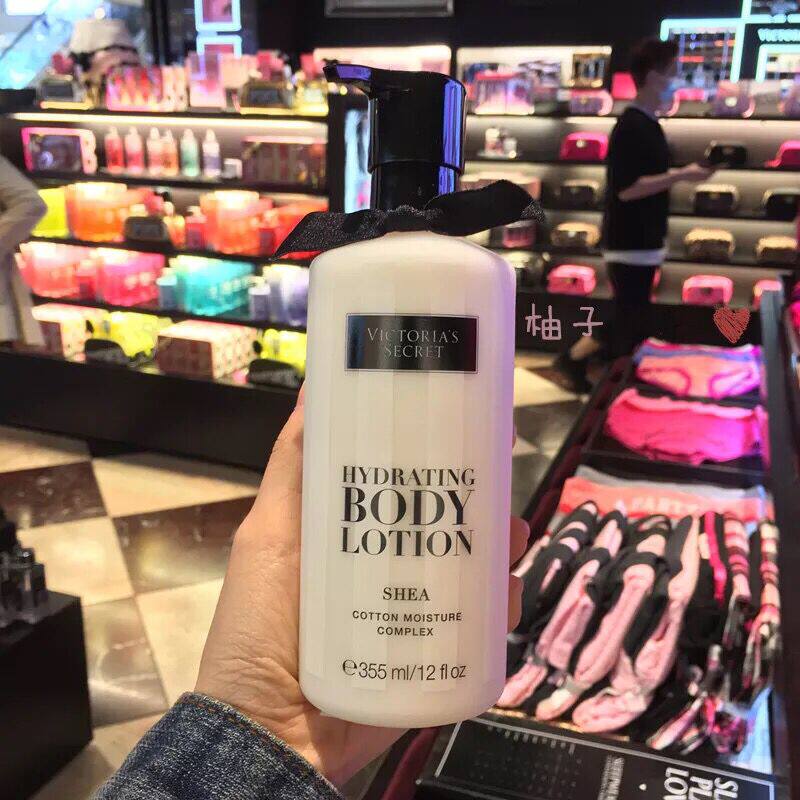 VICTORIA'S
SECRET
柚子
HYDRATING
BODY
LOTION
SHEA
COTTON MOISTURE
COMPLEX
℮355 ml/12 fl oz